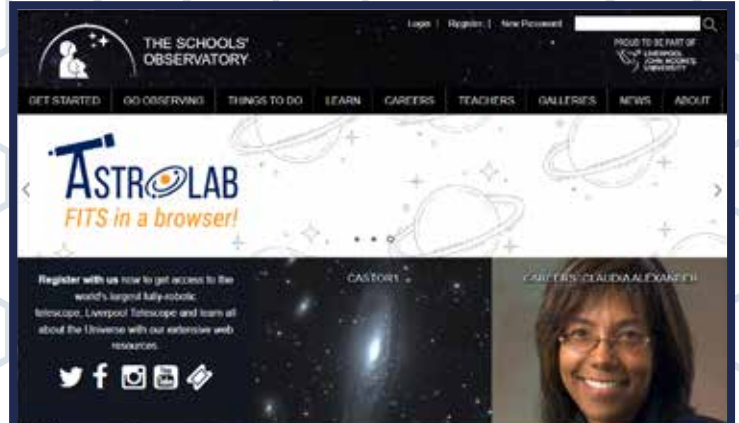 Login | Register | New Password
THE SCHOOLS'
OBSERVATORY
PROUD TO BE PART OF
LIVERPOOL
JOHN MOORES
UNIVERSITY
GET STARTED GO OBSERVING THINGS TO DO LEARN CAREERS TEACHERS GALLERIES NEWS ABOUT
ASTROLAB
FITS in a browser!
Register with us now to get access to the
world's largest fully-robotic
telescope, Liverpool Telescope and learn all
about the Universe with our extensive web
resources.
CAREERS: CLAUDIA ALEXANDER